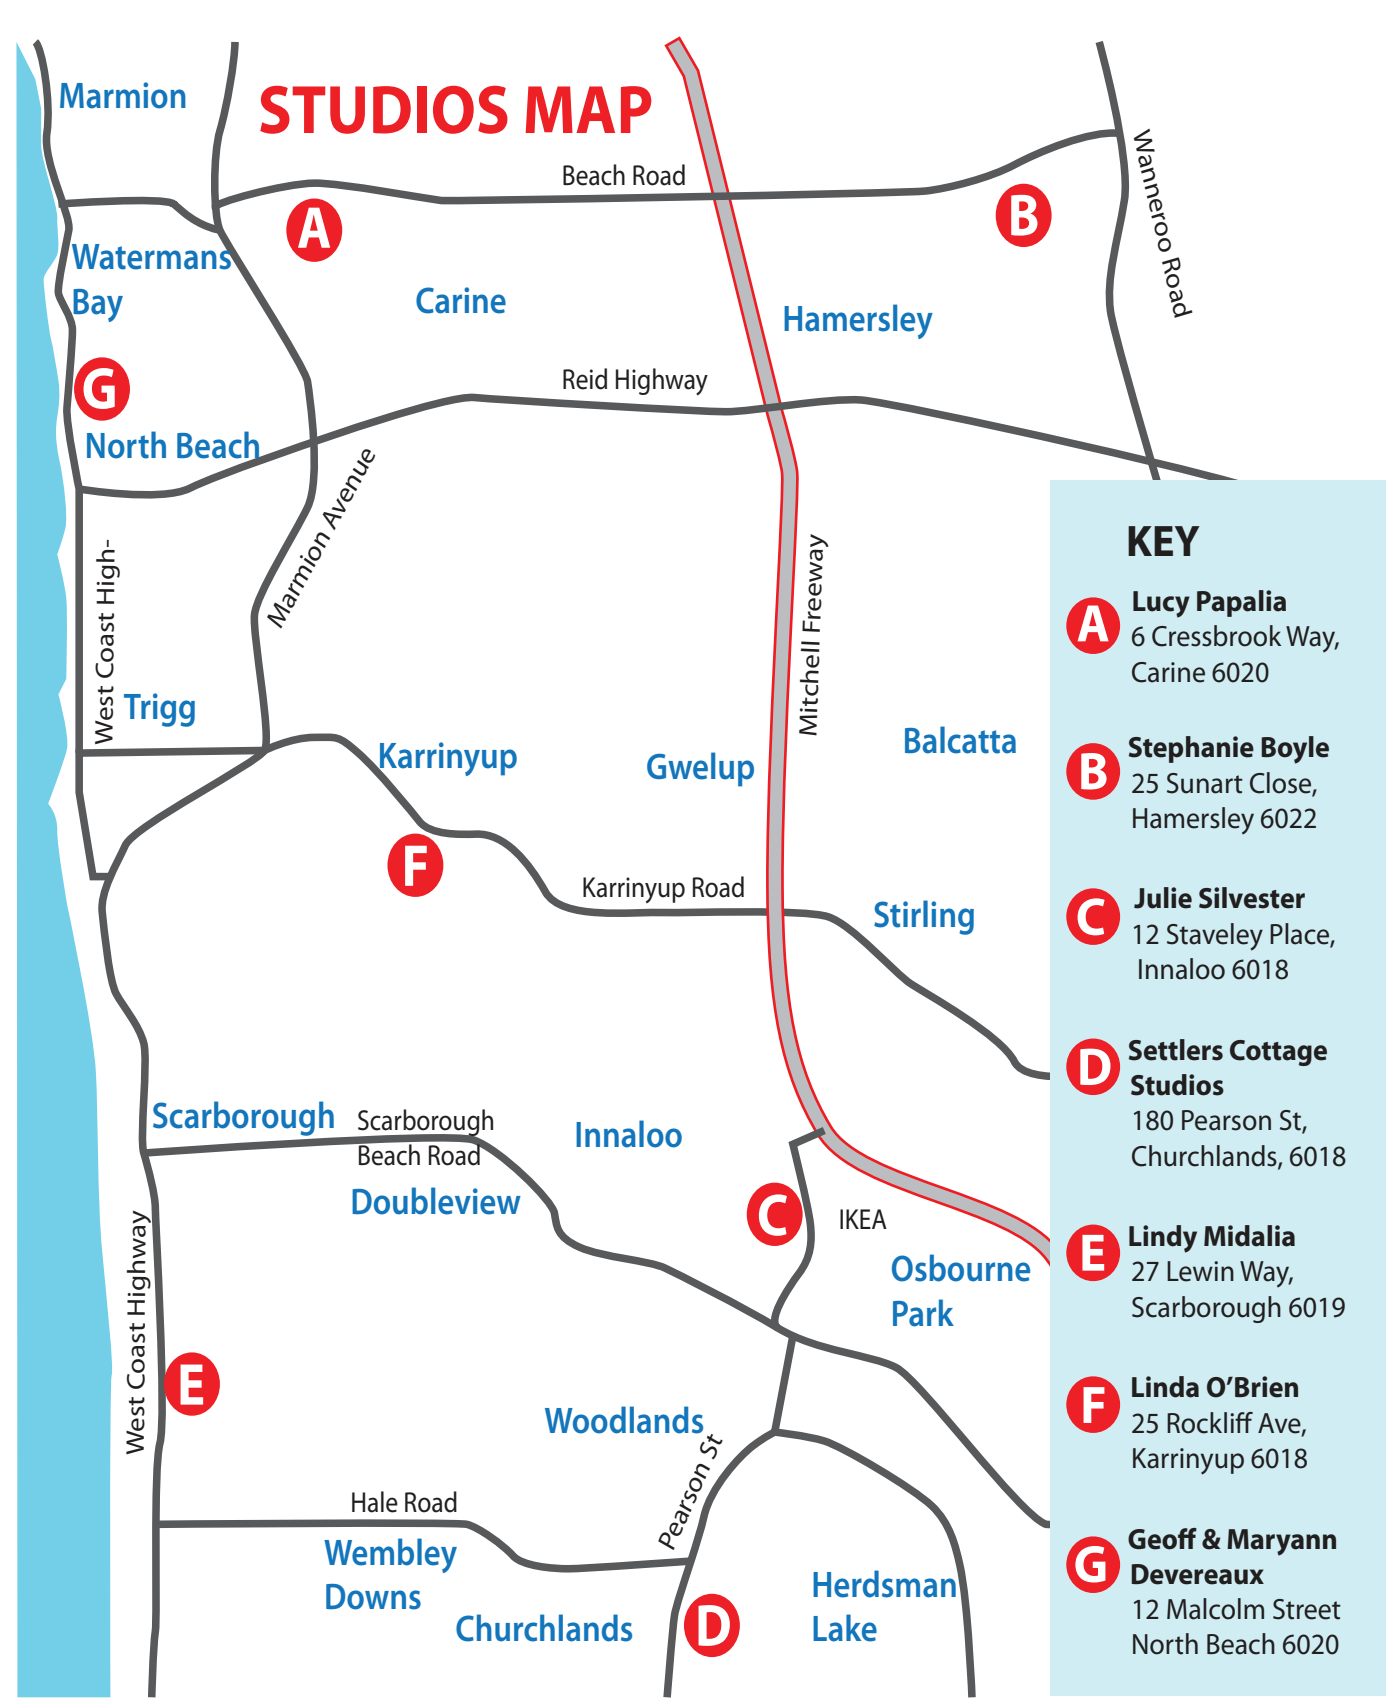 Marmion
STUDIOS MAP
Beach Road
Wanneroo Road
A
B
Watermans
Bay
Carine
Hamersley
G
Reid Highway
North Beach
Marmion Avenue
West Coast High-
Mitchell Freeway
Trigg
Karrinyup
Gwelup
Balcatta
F
Karrinyup Road
Stirling
Scarborough
Scarborough
Beach Road
Innaloo
Doubleview
C
IKEA
Osbourne
Park
West Coast Highway
E
Woodlands
Pearson St
Hale Road
Wembley
Downs
Churchlands
D
Herdsman
Lake
KEY
A
Lucy Papalia
6 Cressbrook Way,
Carine 6020
B
Stephanie Boyle
25 Sunart Close,
Hamersley 6022
C
Julie Silvester
12 Staveley Place,
Innaloo 6018
D
Settlers Cottage
Studios
180 Pearson St,
Churchlands, 6018
E
Lindy Midalia
27 Lewin Way,
Scarborough 6019
F
Linda O’Brien
25 Rockliff Ave,
Karrinyup 6018
G
Geoff & Maryann
Devereaux
12 Malcolm Street
North Beach 6020